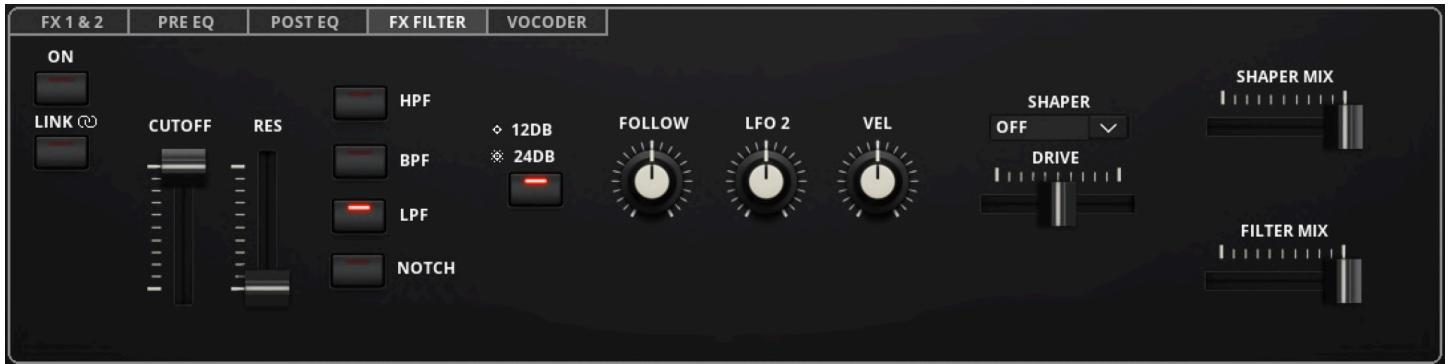 FX 1 & 2
PRE EQ
POST EQ
FX FILTER
VOCODER
ON
LINK
CUTOFF
RES
HPF
BPF
LPF
NOTCH
12DB
24DB
FOLLOW
LFO 2
VEL
SHAPER
OFF
DRIVE
SHAPER MIX
FILTER MIX